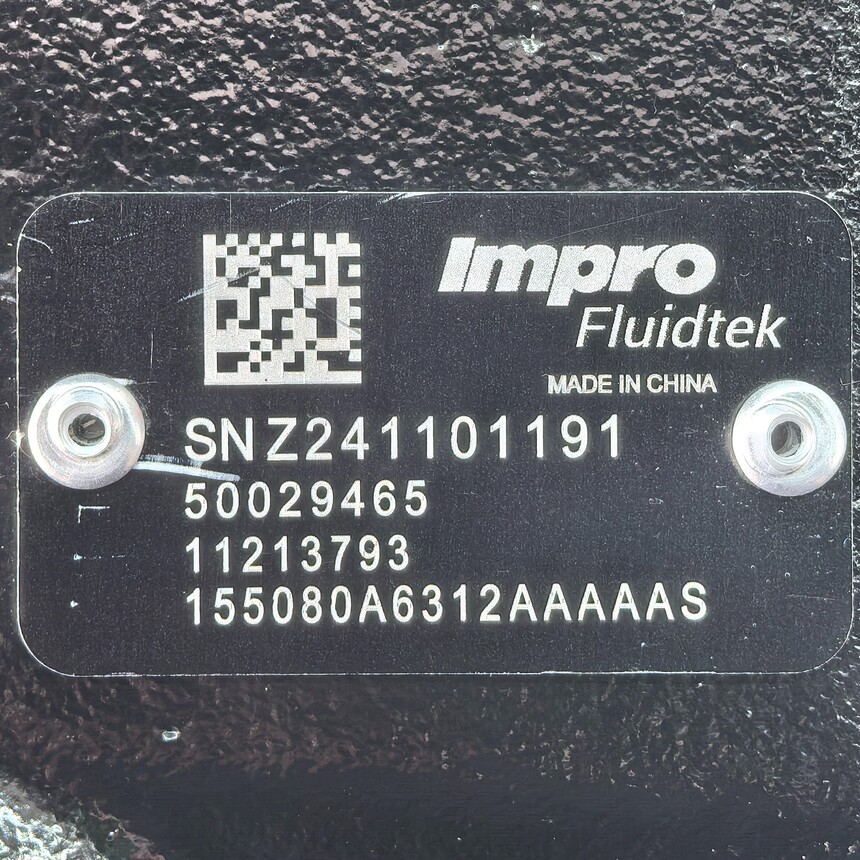 Impro
Fluidtek
MADE IN CHINA
SNZ241101191
50029465
11213793
155080A6312AAAAAS